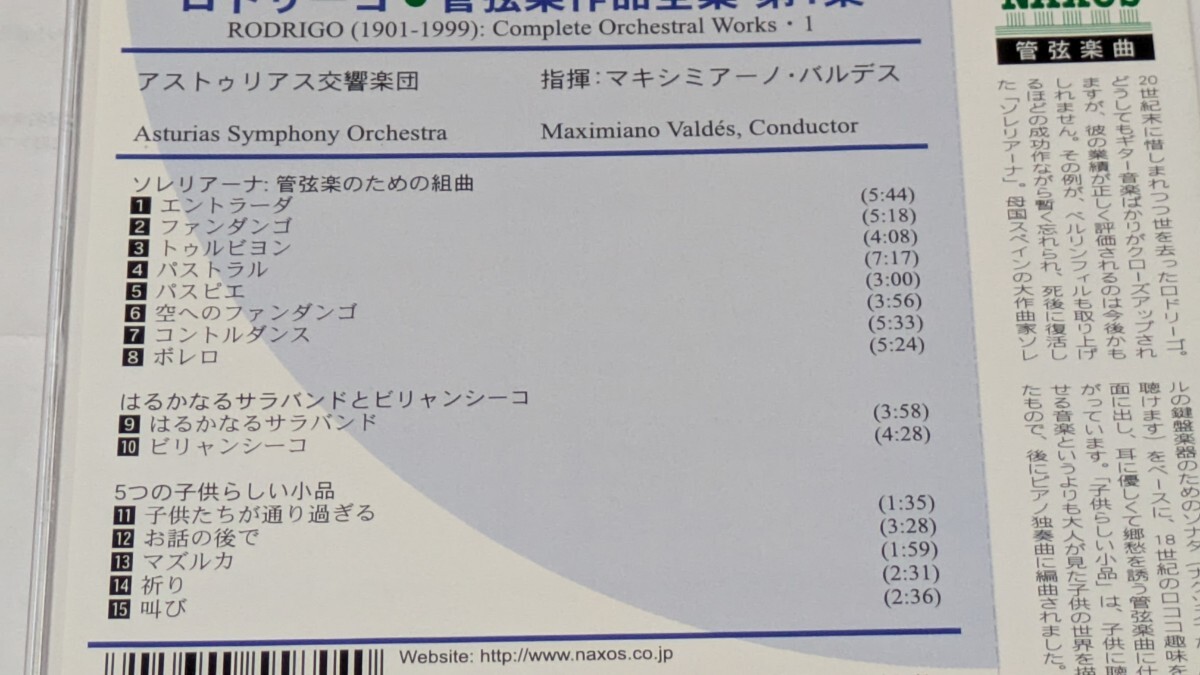 ロドリーゴ●管弦楽作品全集 第1集
RODRIGO (1901-1999): Complete Orchestral Works・1
アストゥリアス交響楽団 指揮:マキシミアーノ・バルデス
Asturias Symphony Orchestra Maximiano Valdés, Conductor
ソレリアーナ: 管弦楽のための組曲
1 エントラーダ (5:44)
2 ファンダンゴ (5:18)
3 トゥルビヨン (4:08)
4 パストラル (7:17)
5 パスピエ (3:00)
6 空へのファンダンゴ (3:56)
7 コントルダンス (5:33)
8 ボレロ (5:24)
はるかなるサラバンドとビリャンシーコ
9 はるかなるサラバンド (3:58)
10 ビリャンシーコ (4:28)
5つの子供らしい小品
11 子供たちが通り過ぎる (1:35)
12 お話の後で (3:28)
13 マズルカ (1:59)
14 祈り (2:31)
15 叫び (2:36)
Website: http://www.naxos.co.jp
NAXOS
管弦楽曲
20世紀末に惜しまれつつ世を去ったロドリーゴ。
どうしてもギター音楽ばかりがクローズアップされ
ますが、彼の業績が正しく評価されるのは今後かも
しれません。その例が、ベルリンフィルも取り上げ
るほどの成功作ながら暫く忘れられ、死後に復活し
た「ソレリアーナ」。母国スペインの大作曲家ソレ
ルの鍵盤楽器のためのソナタ
聴けます)をベースに、18世紀のロココ趣味を
面に出し、耳に優しくて郷愁を誘う管弦楽曲に仕
がっています。「子供らしい小品」は、子供に聴
せる音楽というよりも大人が見た子供の世界を描
たもので、後にピアノ独奏曲に編曲されました。